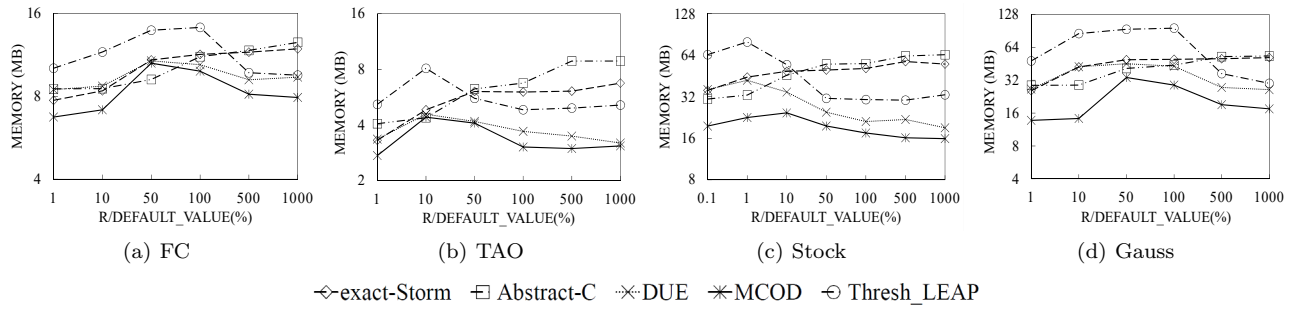 MEMORY (MB)
16
8
4
1 10 50 100 500 1000
R/DEFAULT_VALUE(%)
(a) FC
MEMORY (MB)
16
8
4
2
1 10 50 100 500 1000
R/DEFAULT_VALUE(%)
(b) TAO
MEMORY (MB)
128
64
32
16
8
0.1 1 10 50 100 1000
R/DEFAULT_VALUE(%)
(c) Stock
MEMORY (MB)
128
64
32
16
8
4
1 10 50 100 500 1000
R/DEFAULT_VALUE(%)
(d) Gauss
exact-Storm Abstract-C DUE MCOD Thresh_LEAP